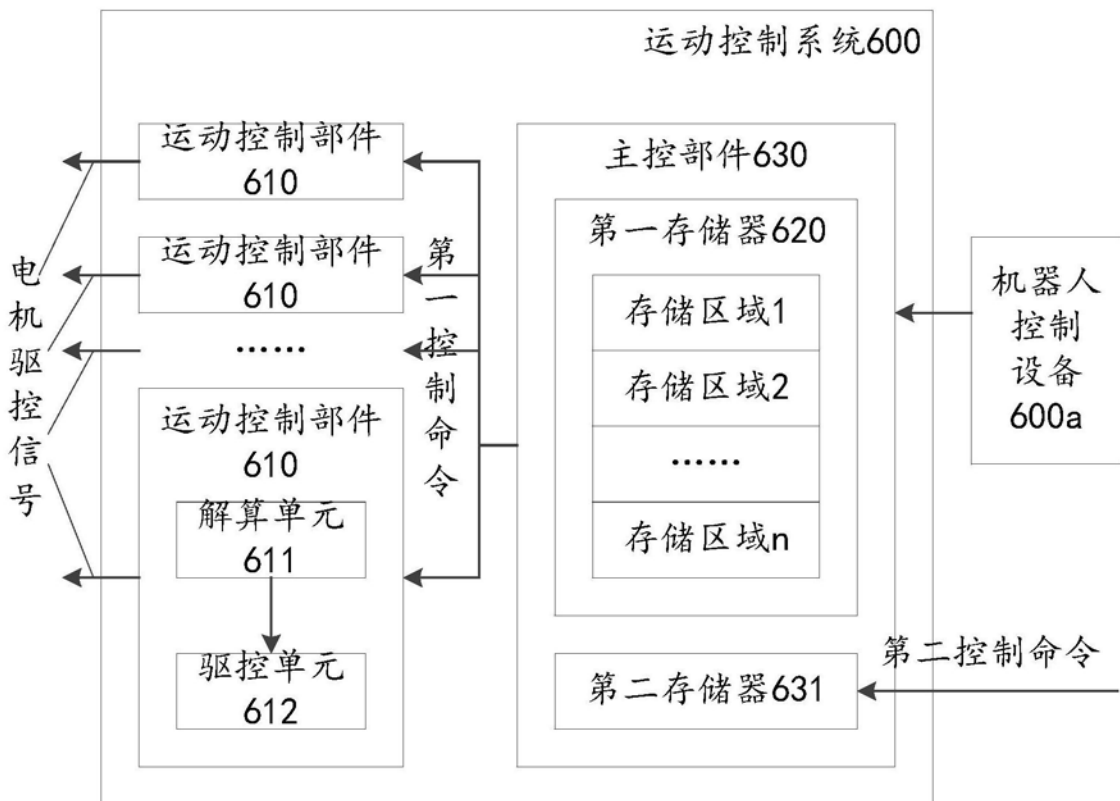 运动控制系统600
运动控制部件
610
运动控制部件
610
……
运动控制部件
610
解算单元
611
驱控单元
612
电机驱控信号
第一控制命令
主控部件630
第一存储器620
存储区域1
存储区域2
……
存储区域n
第二存储器631
机器人
控制
设备
600a
第二控制命令